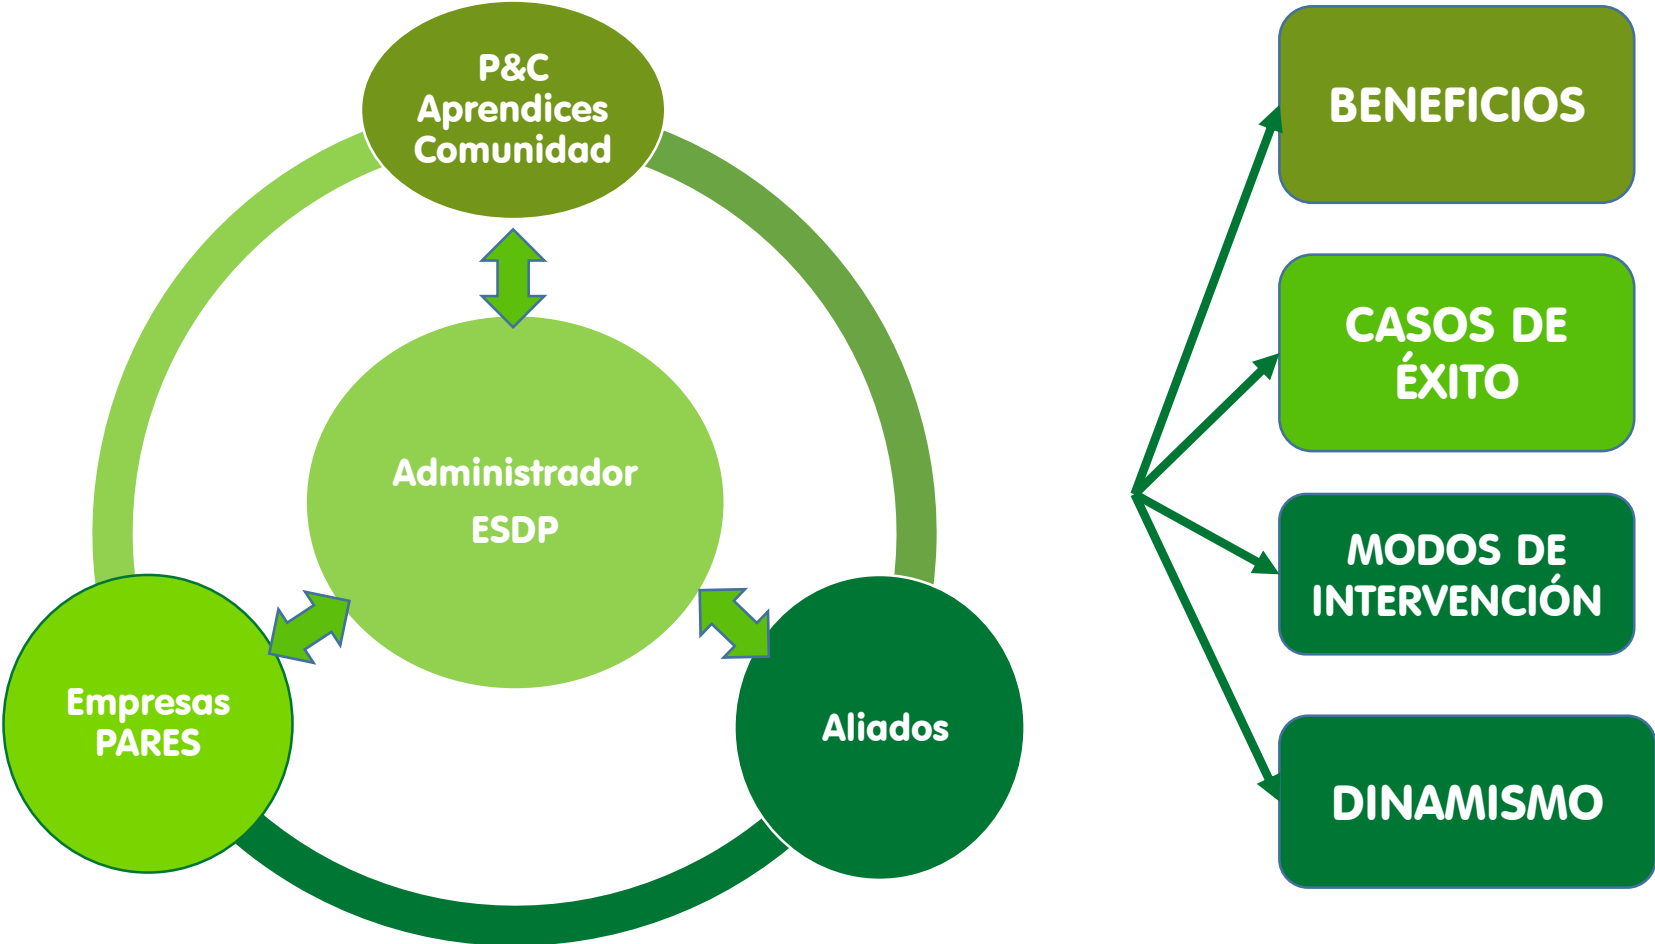 P&C
Aprendices
Comunidad
Administrador
ESDP
Empresas
PARES
Aliados
BENEFICIOS
CASOS DE
ÉXITO
MODOS DE
INTERVENCIÓN
DINAMISMO